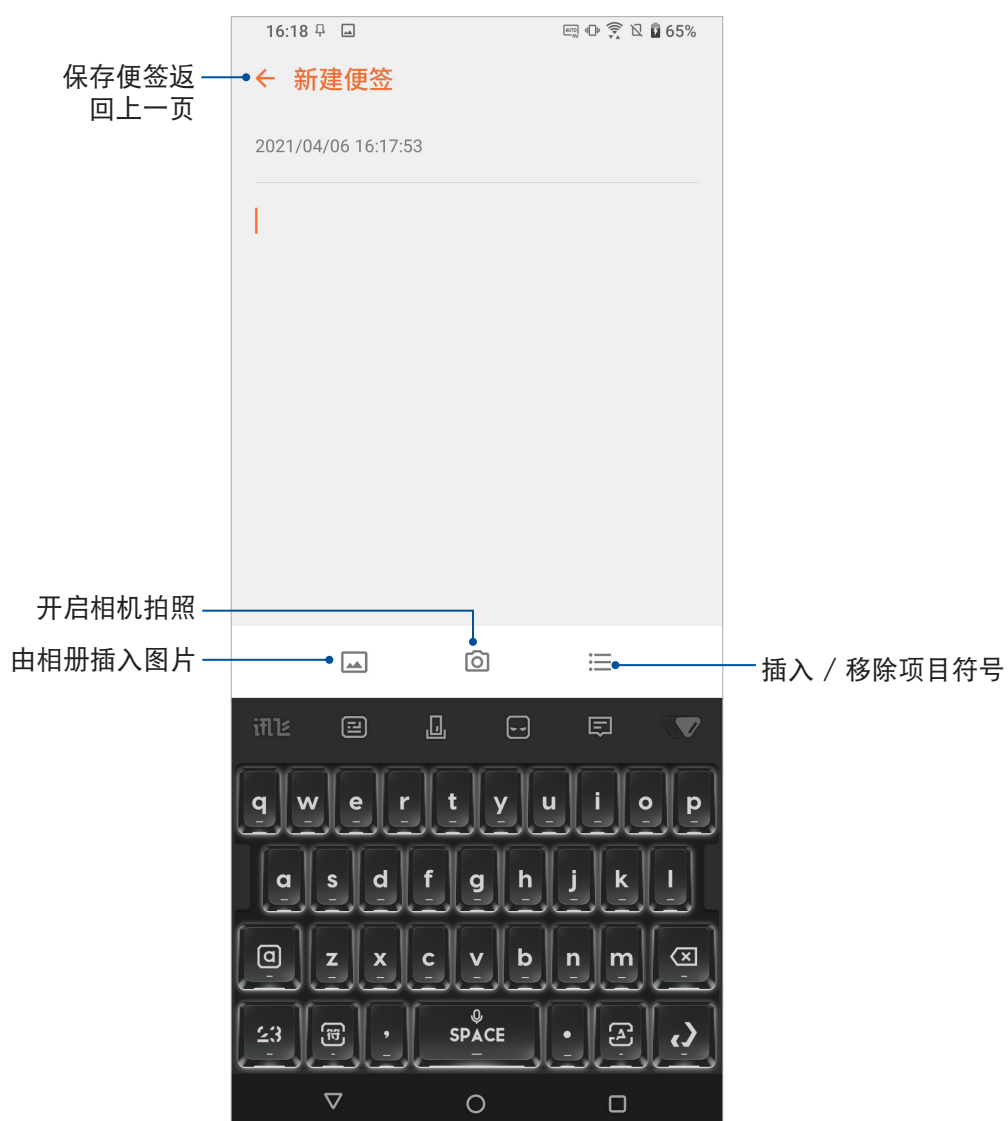 16:18
65%
保存便签返
回上一页
新建便签
2021/04/06 16:17:53
开启相机拍照
由相册插入图片
插入 / 移除项目符号
q w e r t y u i o p
a s d f g h j k l
z x c v b n m
符 , SPACE . A